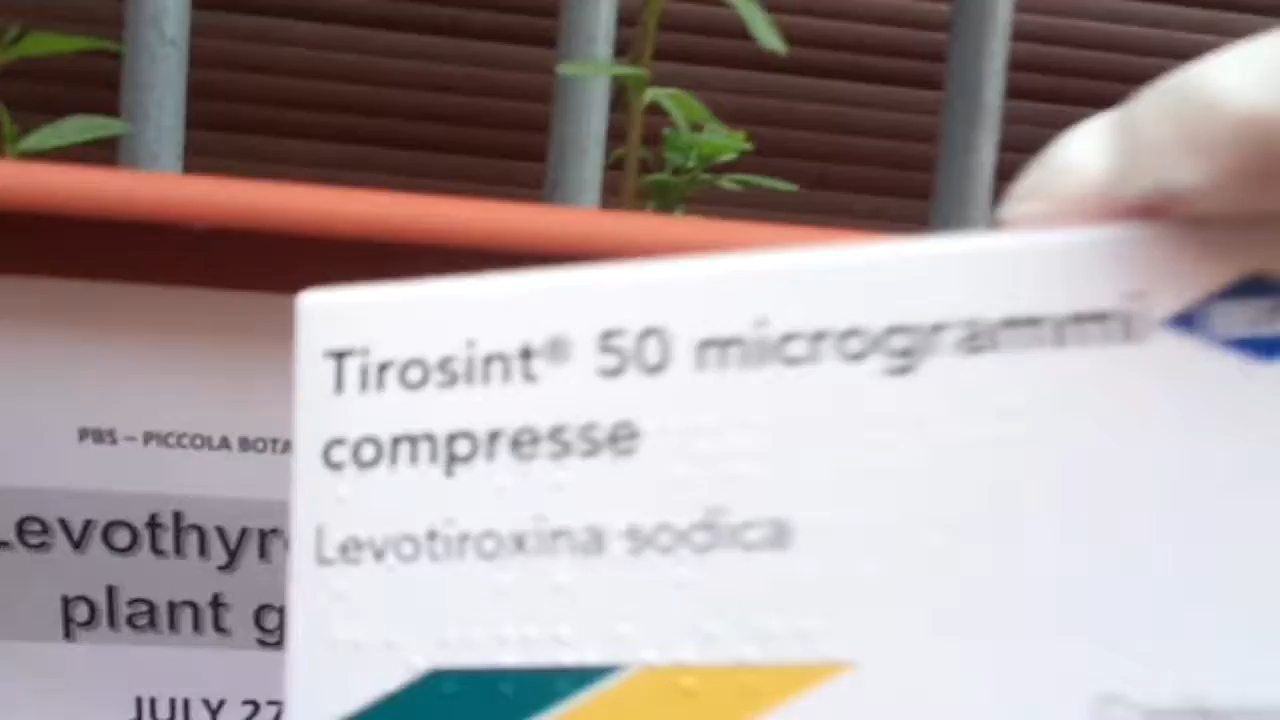 Tirosint® 50 microgrammi
compresse
Levotiroxina sodica
PBS – PICCOLA BOTA
Levothyr
plant g
JULY 27